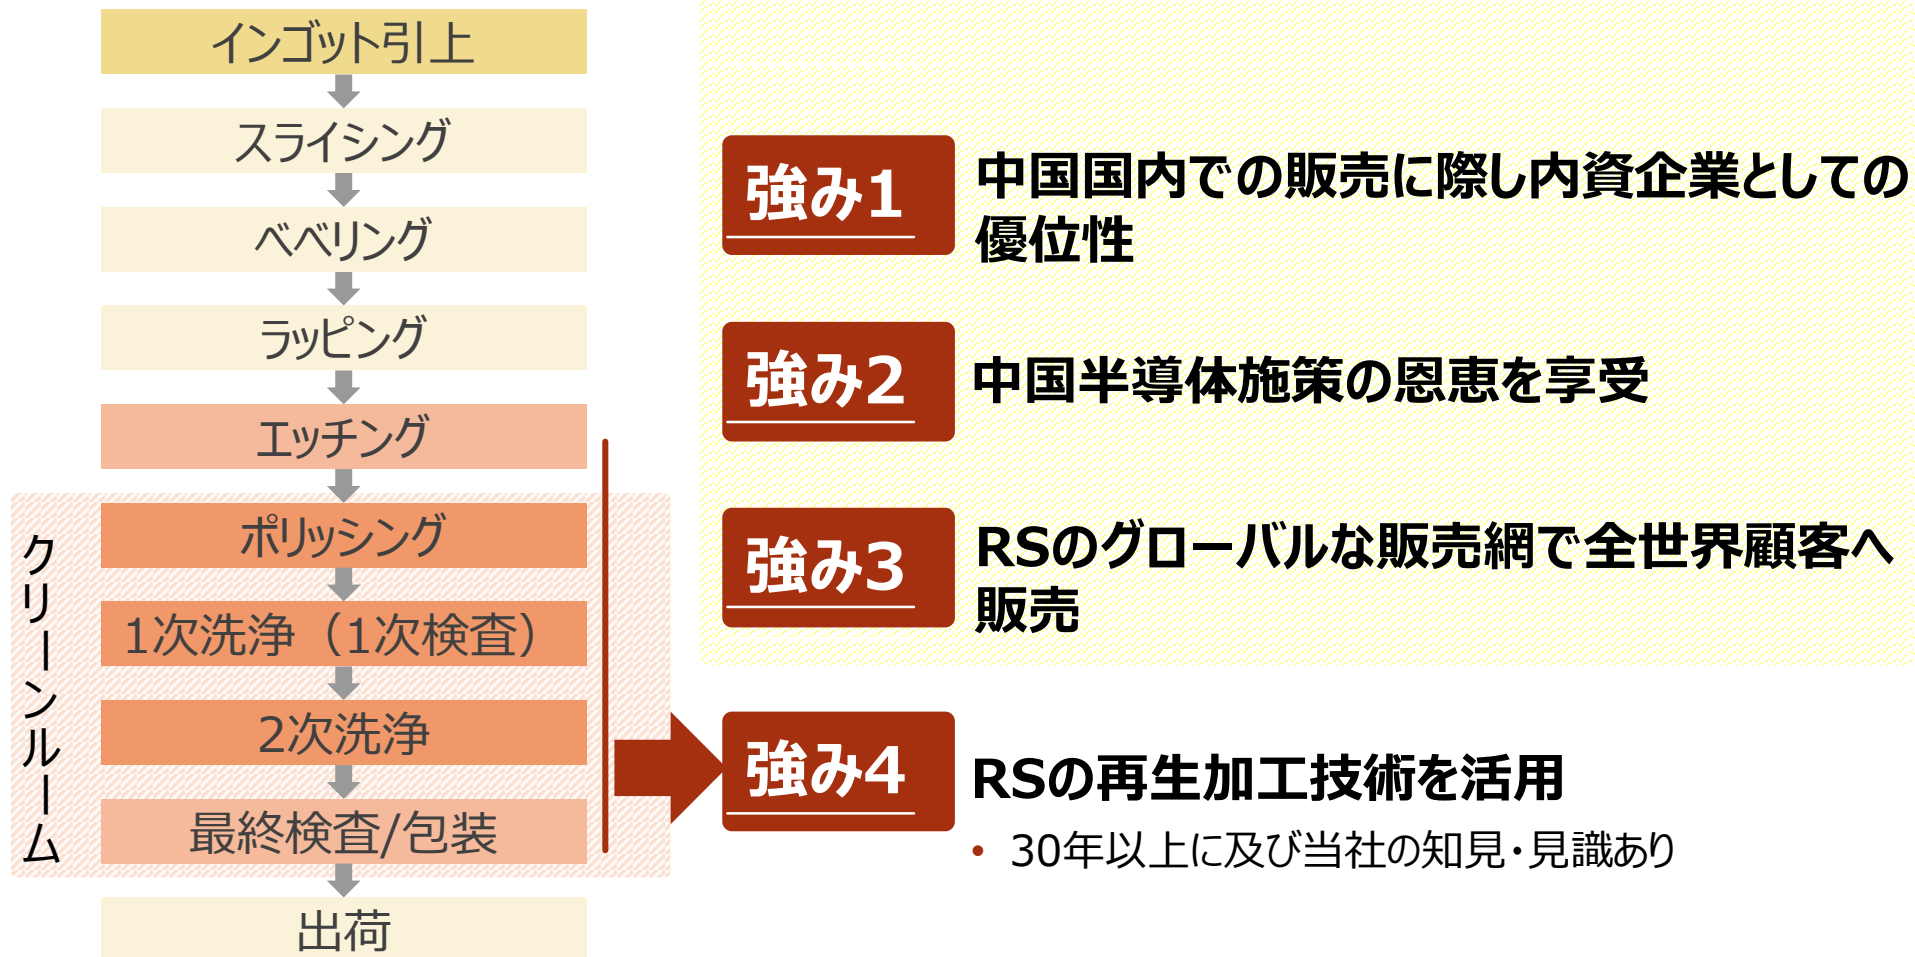 インゴット引上
スライシング
べべリング
ラッピング
エッチング
クリーンルーム
ポリッシング
1次洗浄（1次検査）
2次洗浄
最終検査/包装
出荷
強み1
中国国内での販売に際し内資企業としての
優位性
強み2
中国半導体施策の恩恵を享受
強み3
RSのグローバルな販売網で全世界顧客へ
販売
強み4
RSの再生加工技術を活用
• 30年以上に及び当社の知見・見識あり